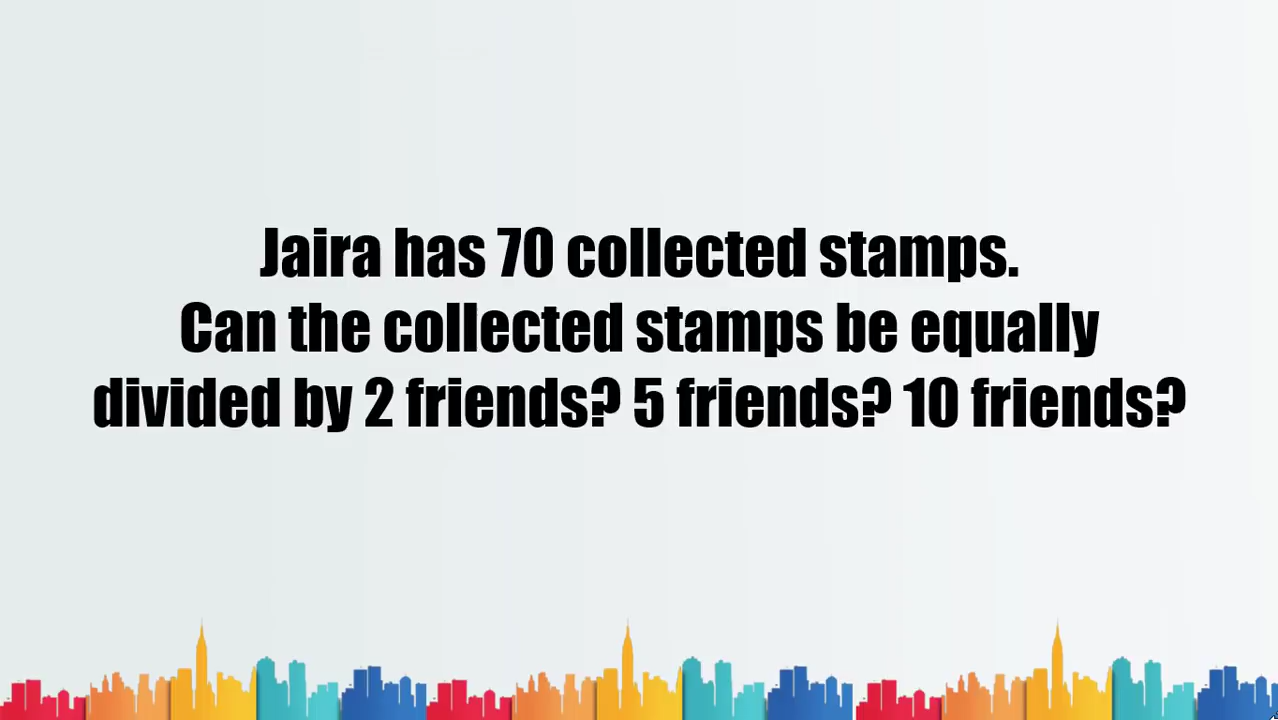 Jaira has 70 collected stamps.
Can the collected stamps be equally
divided by 2 friends? 5 friends? 10 friends?